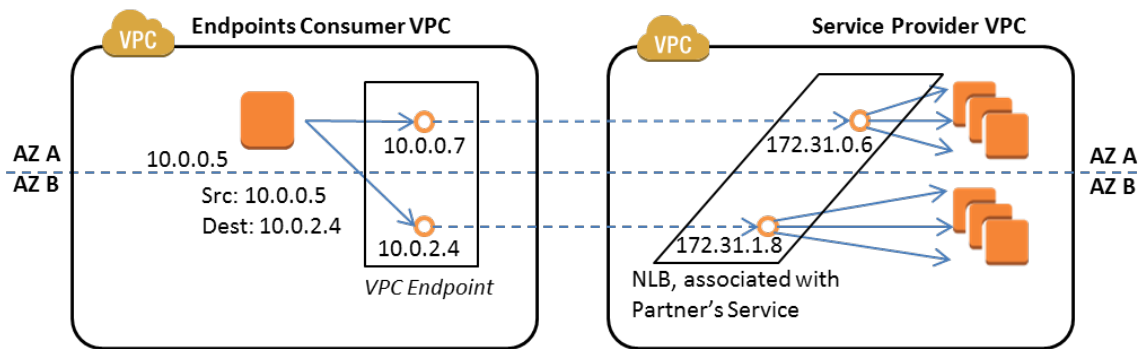 Endpoints Consumer VPC
VPC
Service Provider VPC
VPC
10.0.0.7
172.31.0.6
10.0.0.5
AZ A
AZ A
AZ B
AZ B
Src: 10.0.0.5
Dest: 10.0.2.4
10.0.2.4
172.31.1.8
VPC Endpoint
NLB, associated with
Partner's Service